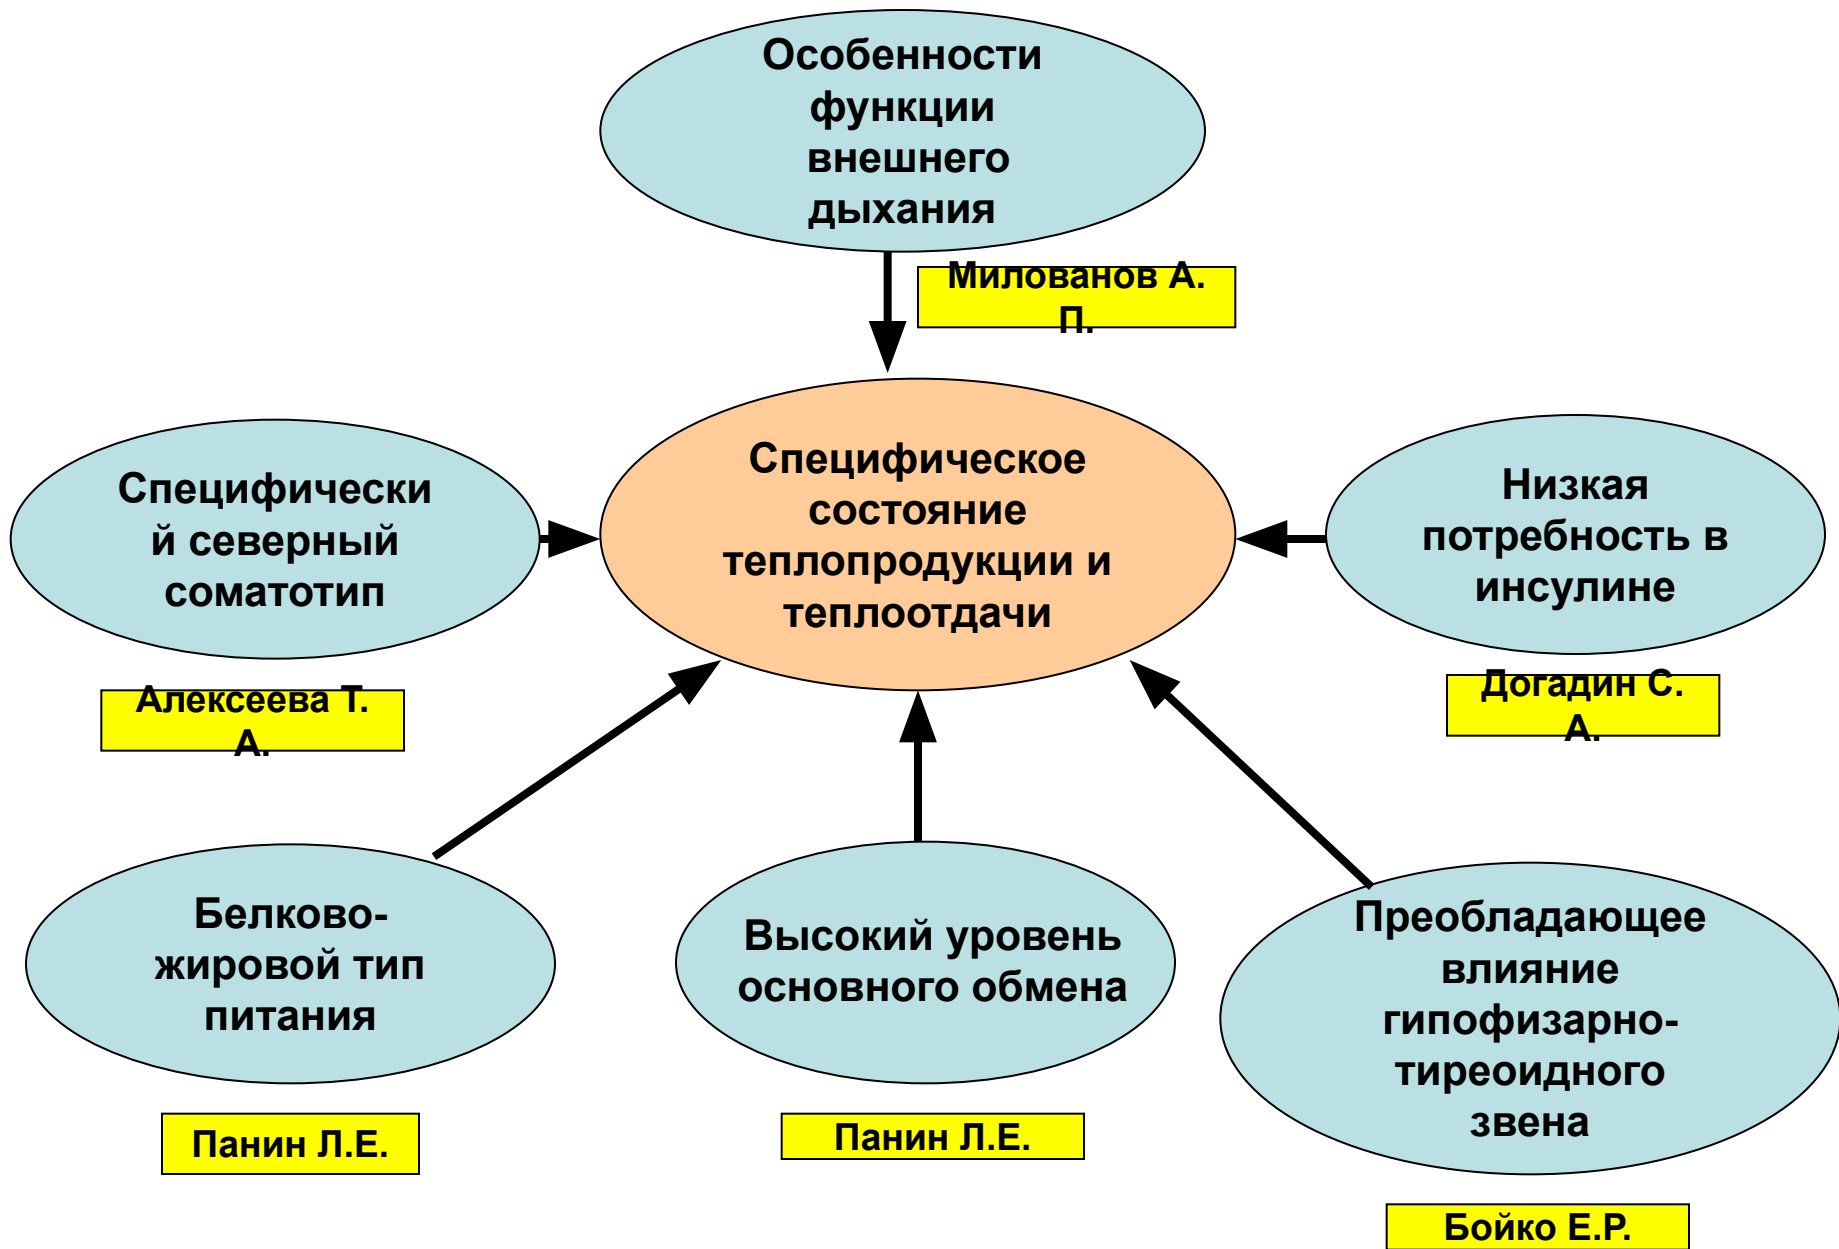 Особенности
функции
внешнего
дыхания
Милованов А.
П.
Специфическое
состояние
теплопродукции и
теплоотдачи
Специфически
й северный
соматотип
Алексеева Т.
А.
Низкая
потребность в
инсулине
Догадин С.
А.
Белково-
жировой тип
питания
Панин Л.Е.
Высокий уровень
основного обмена
Панин Л.Е.
Преобладающее
влияние
гипофизарно-
тиреоидного
звена
Бойко Е.Р.